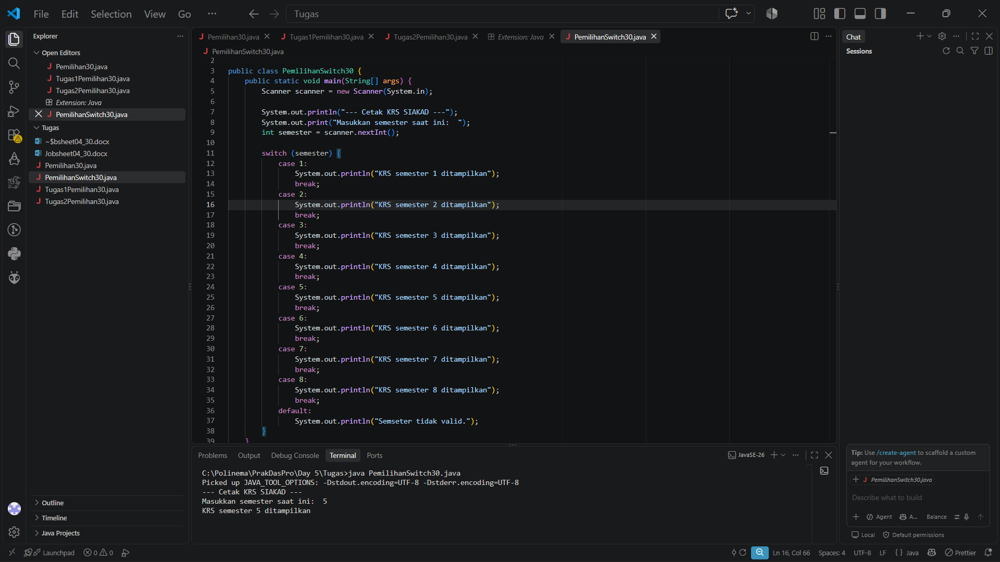 File Edit Selection View Go ··· Tugas
Explorer
Open Editors
Pemilihan30.java
Tugas1Pemilihan30.java
Tugas2Pemilihan30.java
Extension: Java
PemilihanSwitch30.java
Tugas
~$bsheet04_30.docx
Jobsheet04_30.docx
Pemilihan30.java
PemilihanSwitch30.java
Tugas1Pemilihan30.java
Tugas2Pemilihan30.java
Outline
Timeline
Java Projects
Pemilihan30.java Tugas1Pemilihan30.java Tugas2Pemilihan30.java Extension: Java PemilihanSwitch30.java
PemilihanSwitch30.java
2
3 public class PemilihanSwitch30 {
4 public static void main(String[] args) {
5 Scanner scanner = new Scanner(System.in);
6
7 System.out.println("--- Cetak KRS SIAKAD ---");
8 System.out.print("Masukkan semester saat ini:  ");
9 int semester = scanner.nextInt();
10
11 switch (semester) {
12 case 1:
13 System.out.println("KRS semester 1 ditampilkan");
14 break;
15 case 2:
16 System.out.println("KRS semester 2 ditampilkan");
17 break;
18 case 3:
19 System.out.println("KRS semester 3 ditampilkan");
20 break;
21 case 4:
22 System.out.println("KRS semester 4 ditampilkan");
23 break;
24 case 5:
25 System.out.println("KRS semester 5 ditampilkan");
26 break;
27 case 6:
28 System.out.println("KRS semester 6 ditampilkan");
29 break;
30 case 7:
31 System.out.println("KRS semester 7 ditampilkan");
32 break;
33 case 8:
34 System.out.println("KRS semester 8 ditampilkan");
35 break;
36 default:
37 System.out.println("Semseter tidak valid.");
38 }
39 }
Problems Output Debug Console Terminal Ports JavaSE-26
C:\Polinema\PrakDasPro\Day 5\Tugas>java PemilihanSwitch30.java
Picked up JAVA_TOOL_OPTIONS: -Dstdout.encoding=UTF-8 -Dstderr.encoding=UTF-8
--- Cetak KRS SIAKAD ---
Masukkan semester saat ini:  5
KRS semester 5 ditampilkan
Chat
Sessions
Tip: Use /create-agent to scaffold a custom
agent for your workflow.
PemilihanSwitch30.java
Describe what to build
Agent A... Balance
Local Default permissions
Launchpad 0 0 Ln 16, Col 66 Spaces: 4 UTF-8 LF { } Java Prettier